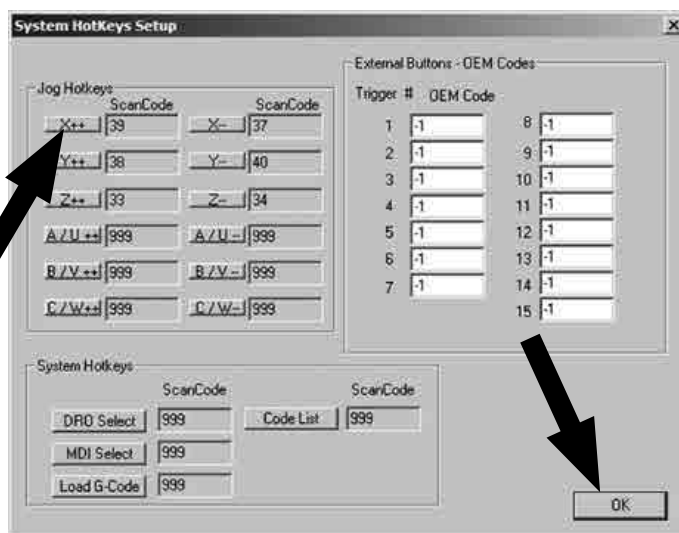 System HotKeys Setup
Jog Hotkeys
ScanCode ScanCode
X++ 39 X-- 37
Y++ 38 Y-- 40
Z++ 33 Z-- 34
A / U ++ 999 A / U -- 999
B / V ++ 999 B / V -- 999
C / W++ 999 C / W-- 999
External Buttons - OEM Codes
Trigger # OEM Code
1 -1 8 -1
2 -1 9 -1
3 -1 10 -1
4 -1 11 -1
5 -1 12 -1
6 -1 13 -1
7 -1 14 -1
15 -1
System Hotkeys
ScanCode ScanCode
DRO Select 999 Code List 999
MDI Select 999
Load G-Code 999
OK